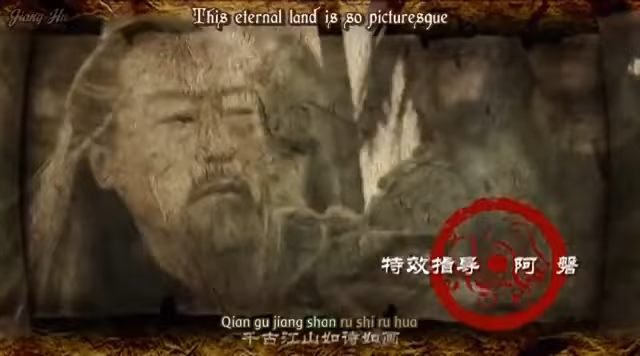 Jiang Hu
This eternal land is so picturesque
特效指导 阿 磬
Qian gu jiang shan ru shi ru hua
千古江山如诗如画